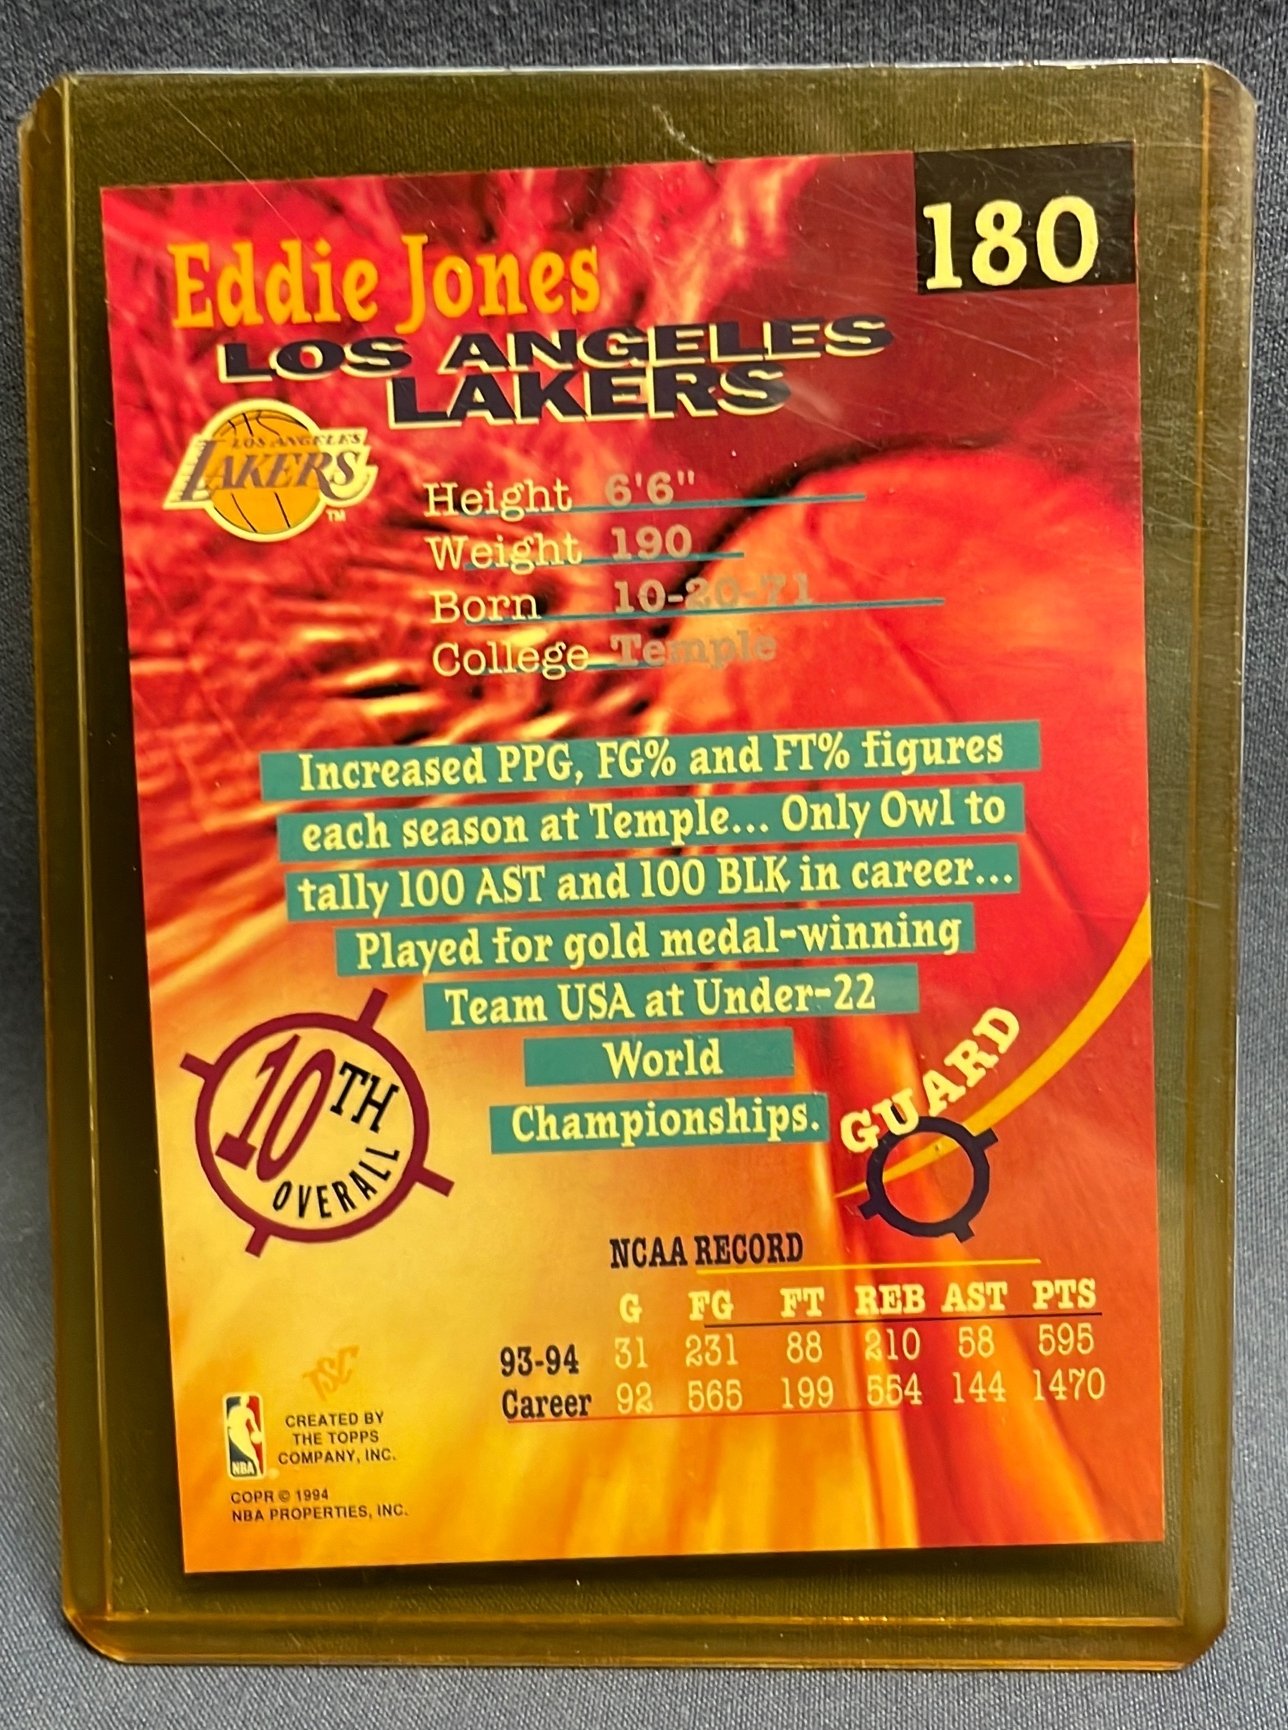 180
Eddie Jones
LOS ANGELES
LAKERS
LOS ANGELES
LAKERS
TM
Height 6'6"
Weight 190
Born 10-20-71
College Temple
Increased PPG, FG% and FT% figures
each season at Temple... Only Owl to
tally 100 AST and 100 BLK in career...
Played for gold medal-winning
Team USA at Under-22
World
Championships.
10TH
OVERALL
GUARD
NCAA RECORD
G FG FT REB AST PTS
93-94 31 231 88 210 58 595
Career 92 565 199 554 144 1470
TSC
NBA
®
CREATED BY
THE TOPPS
COMPANY, INC.
COPR © 1994
NBA PROPERTIES, INC.